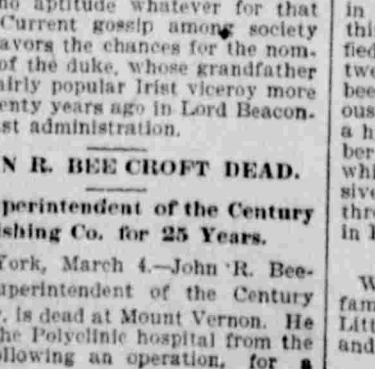 no aptitude whatever for that
Current gossip among society
avors the chances for the nom-
of the duke, whose grandfather
airly popular Irist viceroy more
enty years ago in Lord Beacon-
st administration.
N R. BEE CROFT DEAD.
perintendent of the Century
ishing Co. for 25 Years.
York, March 4.—John R. Bee-
uperintendent of the Century
, is dead at Mount Vernon. He
he Polyclinic hospital from the
ollowing an operation, for a
in
thi
fied
twe
bee
ous
a h
ber
whi
sive
thr
in
W
fam
Litt
and